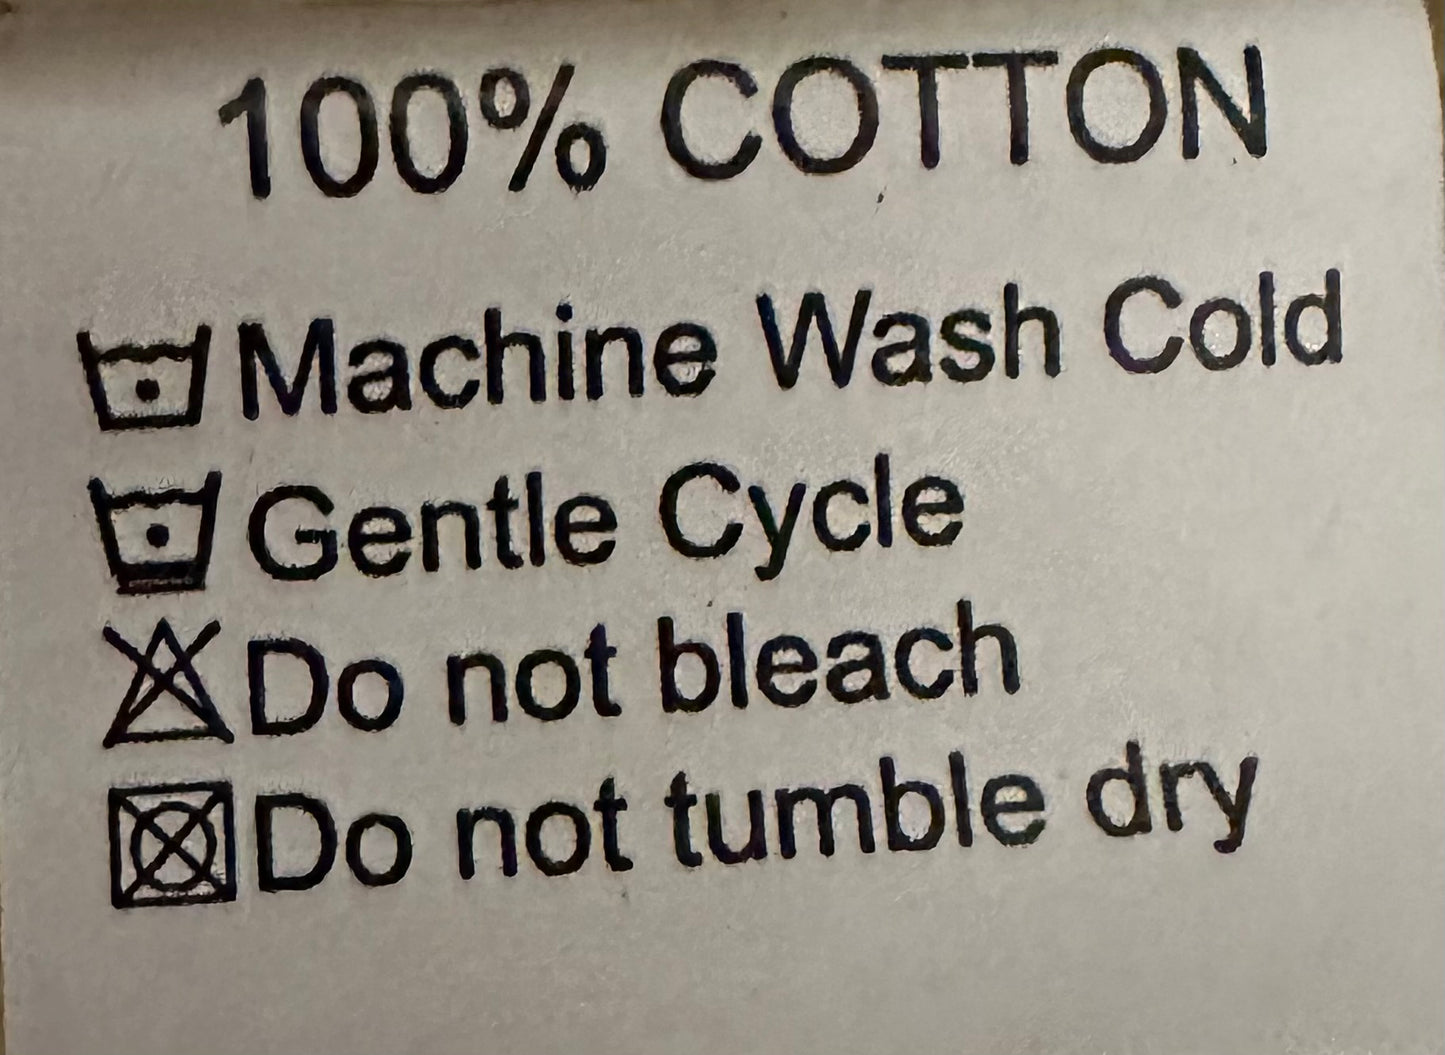 100% COTTON
Machine Wash Cold
Gentle Cycle
Do not bleach
Do not tumble dry